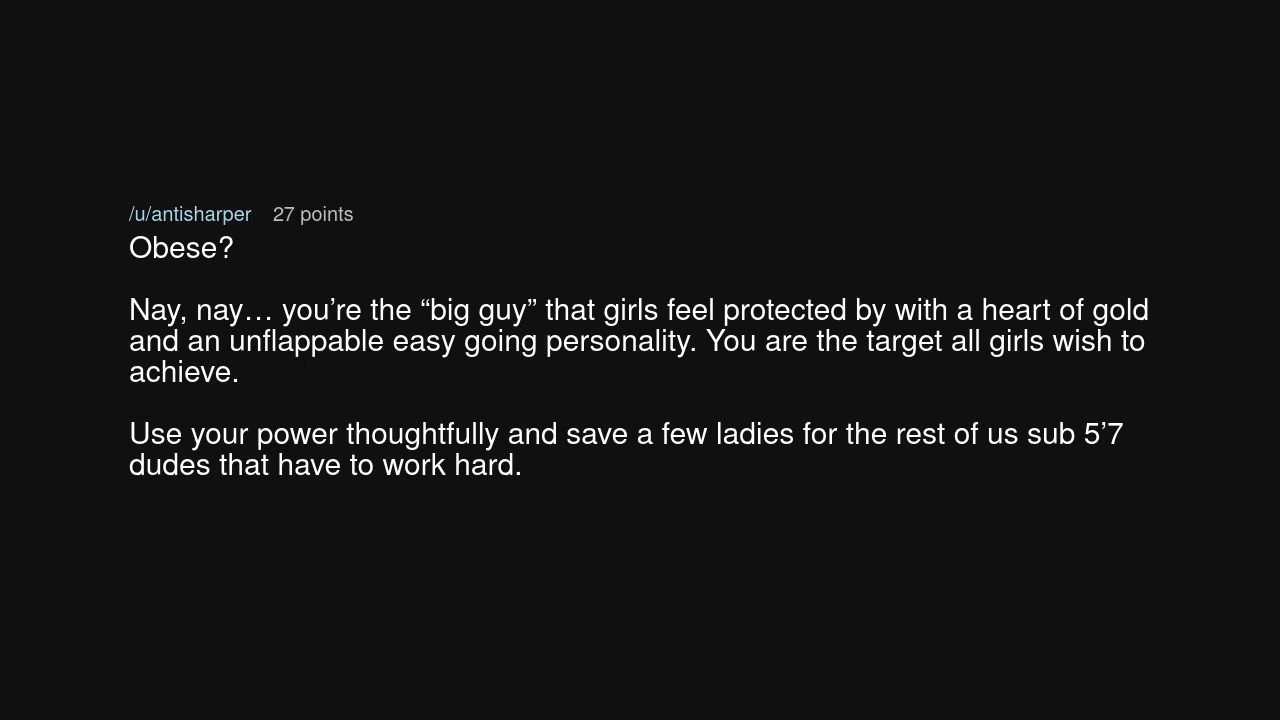 /u/antisharper 27 points
Obese?
Nay, nay… you’re the “big guy” that girls feel protected by with a heart of gold
and an unflappable easy going personality. You are the target all girls wish to
achieve.
Use your power thoughtfully and save a few ladies for the rest of us sub 5’7
dudes that have to work hard.